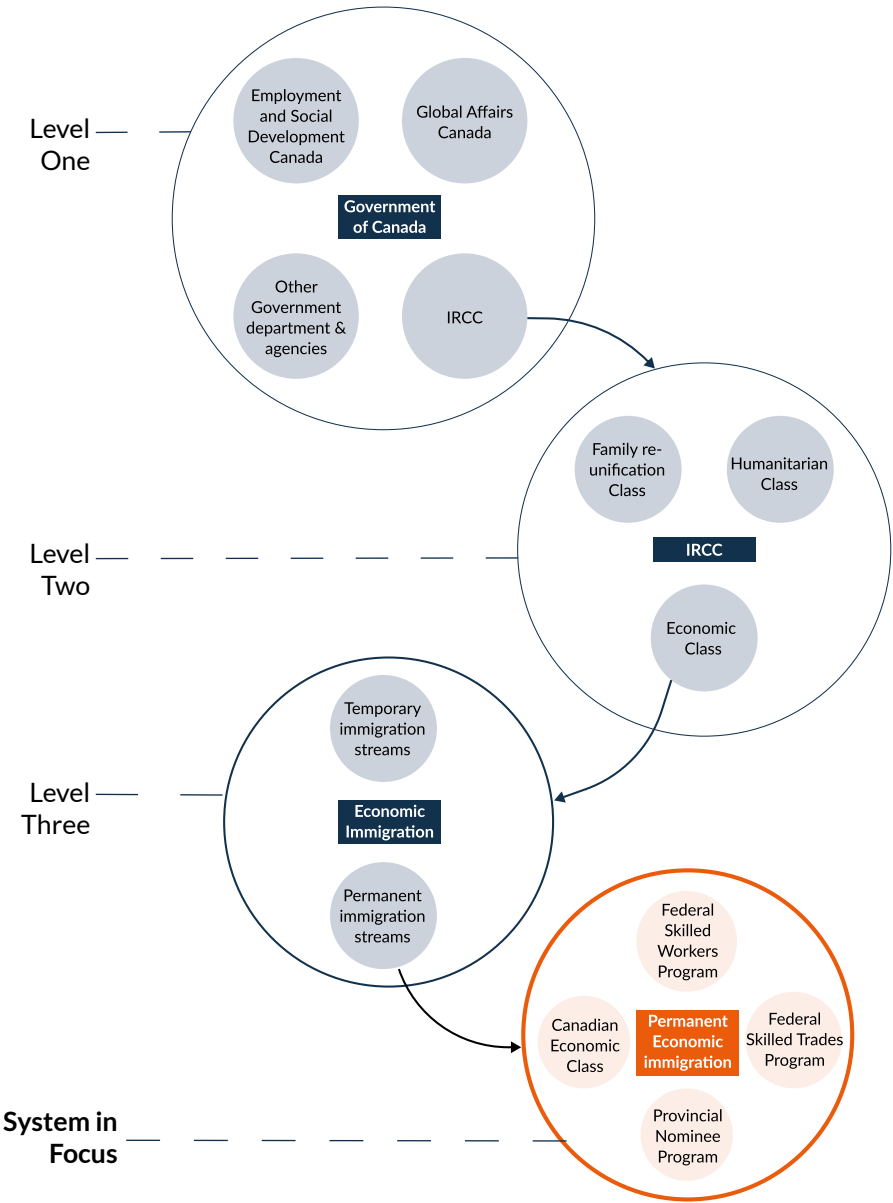 Level
One
Employment
and Social
Development
Canada
Global Affairs
Canada
Government
of Canada
Other
Government
department &
agencies
IRCC
Level
Two
Family re-
unification
Class
Humanitarian
Class
IRCC
Economic
Class
Level
Three
Temporary
immigration
streams
Economic
Immigration
Permanent
immigration
streams
System in
Focus
Federal
Skilled
Workers
Program
Canadian
Economic
Class
Permanent
Economic
immigration
Federal
Skilled Trades
Program
Provincial
Nominee
Program